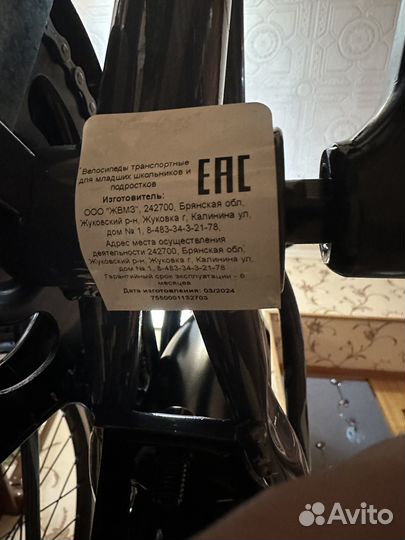 "Велосипеды транспортные
для младших школьников и
подростков
Изготовитель:
ООО "ЖВМЗ", 242700, Брянская обл,
Жуковский р-н, Жуковка г, Калинина ул,
дом № 1, 8-483-34-3-21-78,
Адрес места осуществления
деятельности 242700, Брянская обл,
Жуковский р-н, Жуковка г, Калинина ул,
дом № 1, 8-483-34-3-21-78
Гарантийный срок эксплуатации - 6
месяцев
Дата изготовления: 03/2024
7550001132703
ЕАС
Avito